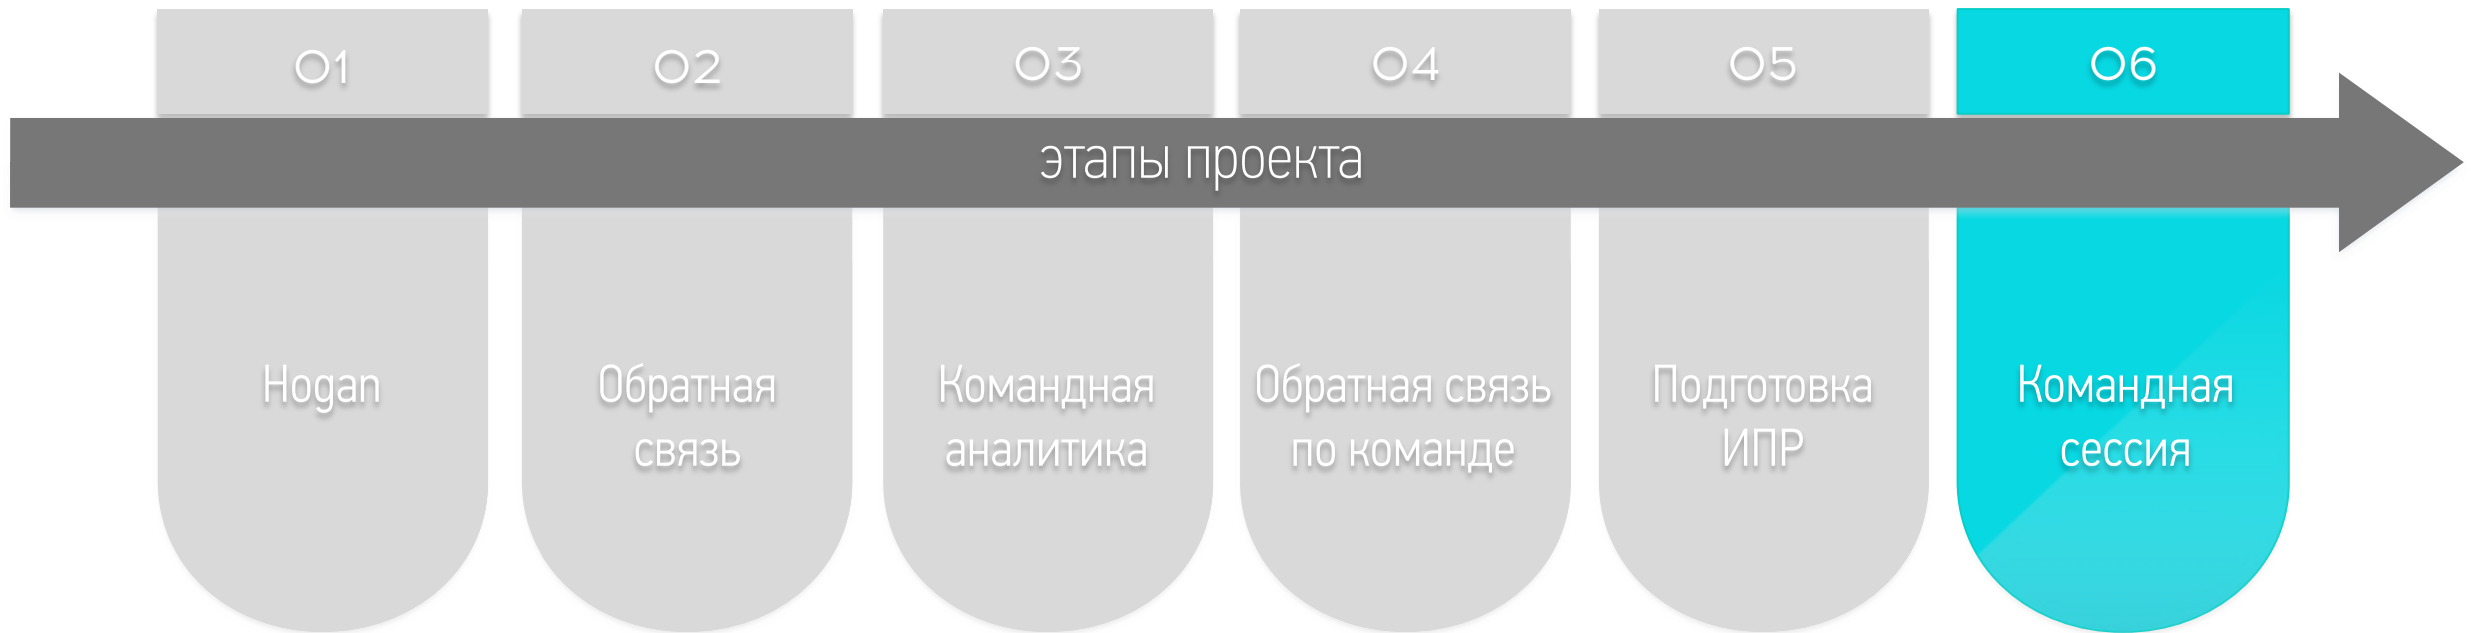 01
02
03
04
05
06
этапы проекта
Hogan
Обратная
связь
Командная
аналитика
Обратная связь
по команде
Подготовка
ИПР
Командная
сессия